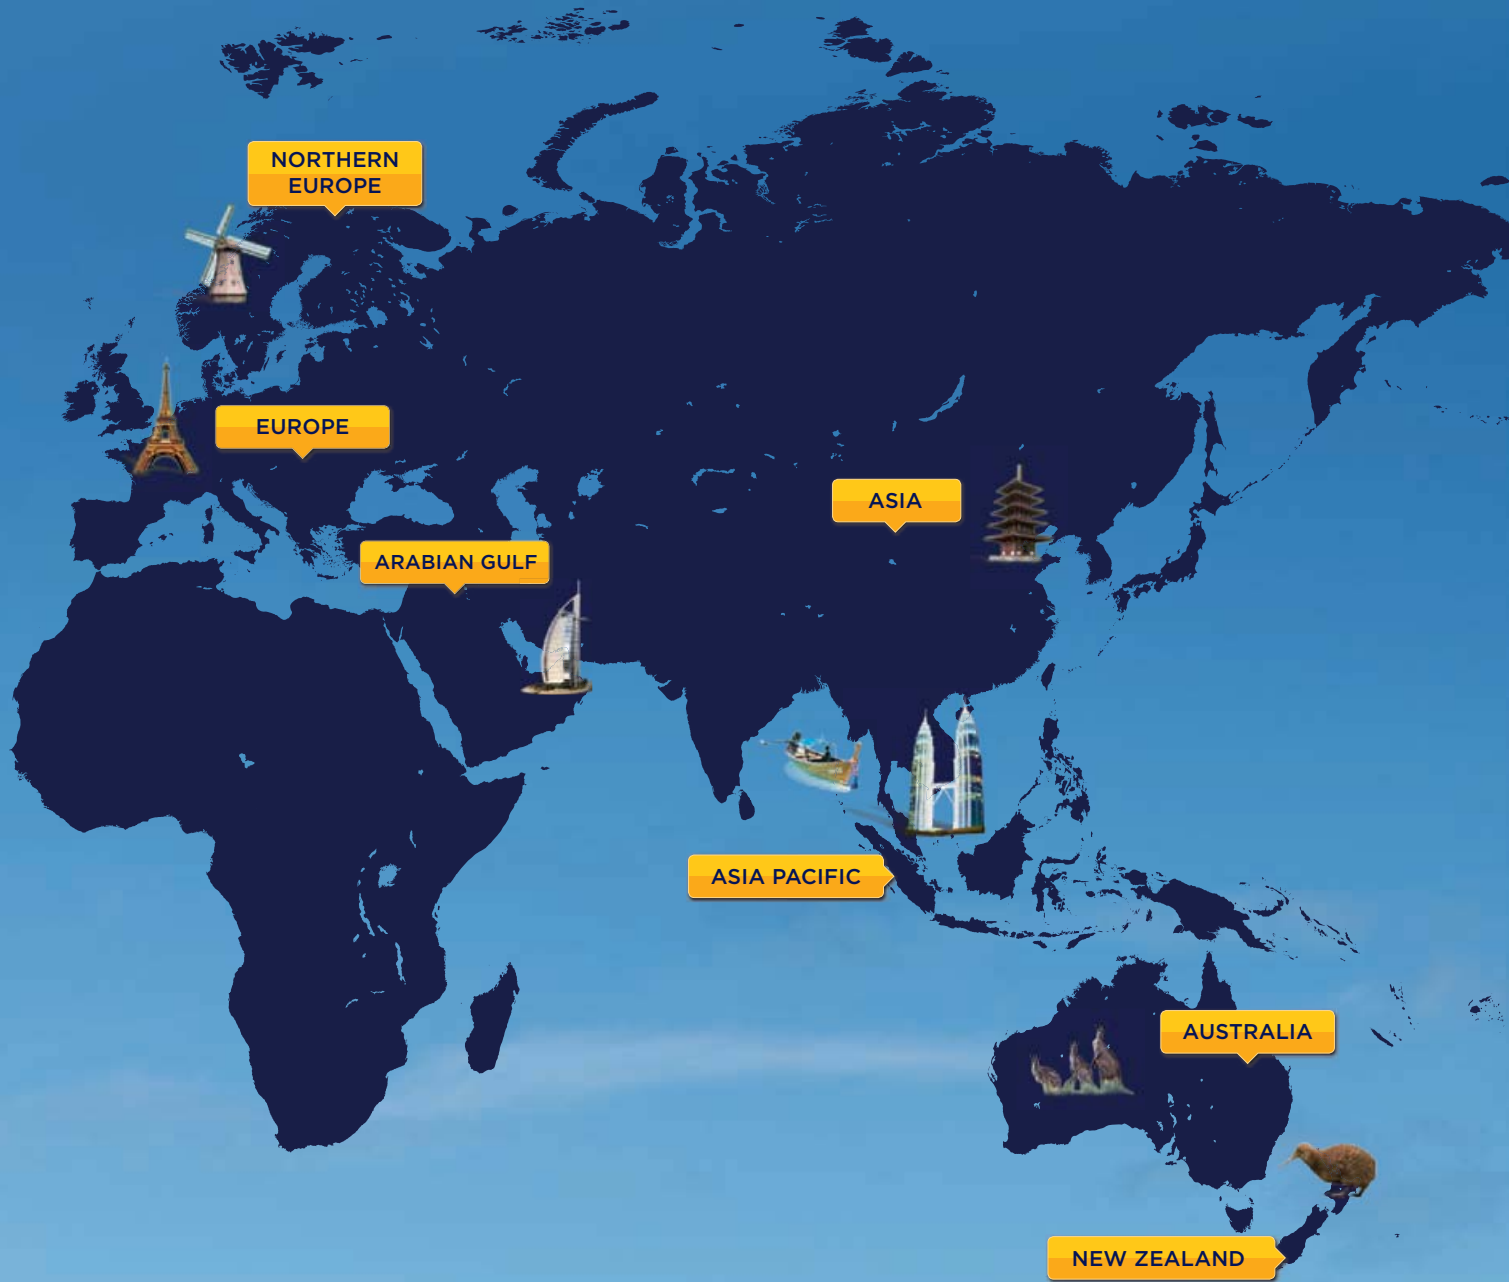 NORTHERN
EUROPE
EUROPE
ASIA
ARABIAN GULF
ASIA PACIFIC
AUSTRALIA
NEW ZEALAND